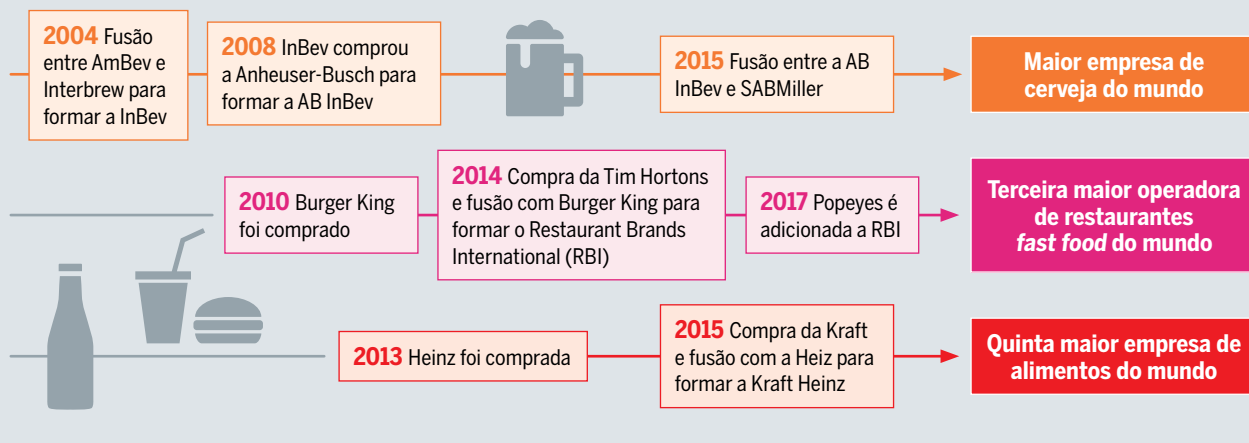 2004 Fusão
entre AmBev e
Interbrew para
formar a InBev
2008 InBev comprou
a Anheuser-Busch para
formar a AB InBev
2015 Fusão entre a AB
InBev e SABMiller
Maior empresa de
cerveja do mundo
2010 Burger King
foi comprado
2014 Compra da Tim Hortons
e fusão com Burger King para
formar o Restaurant Brands
International (RBI)
2017 Popeyes é
adicionada a RBI
Terceira maior operadora
de restaurantes
fast food do mundo
2013 Heinz foi comprada
2015 Compra da Kraft
e fusão com a Heiz para
formar a Kraft Heinz
Quinta maior empresa de
alimentos do mundo